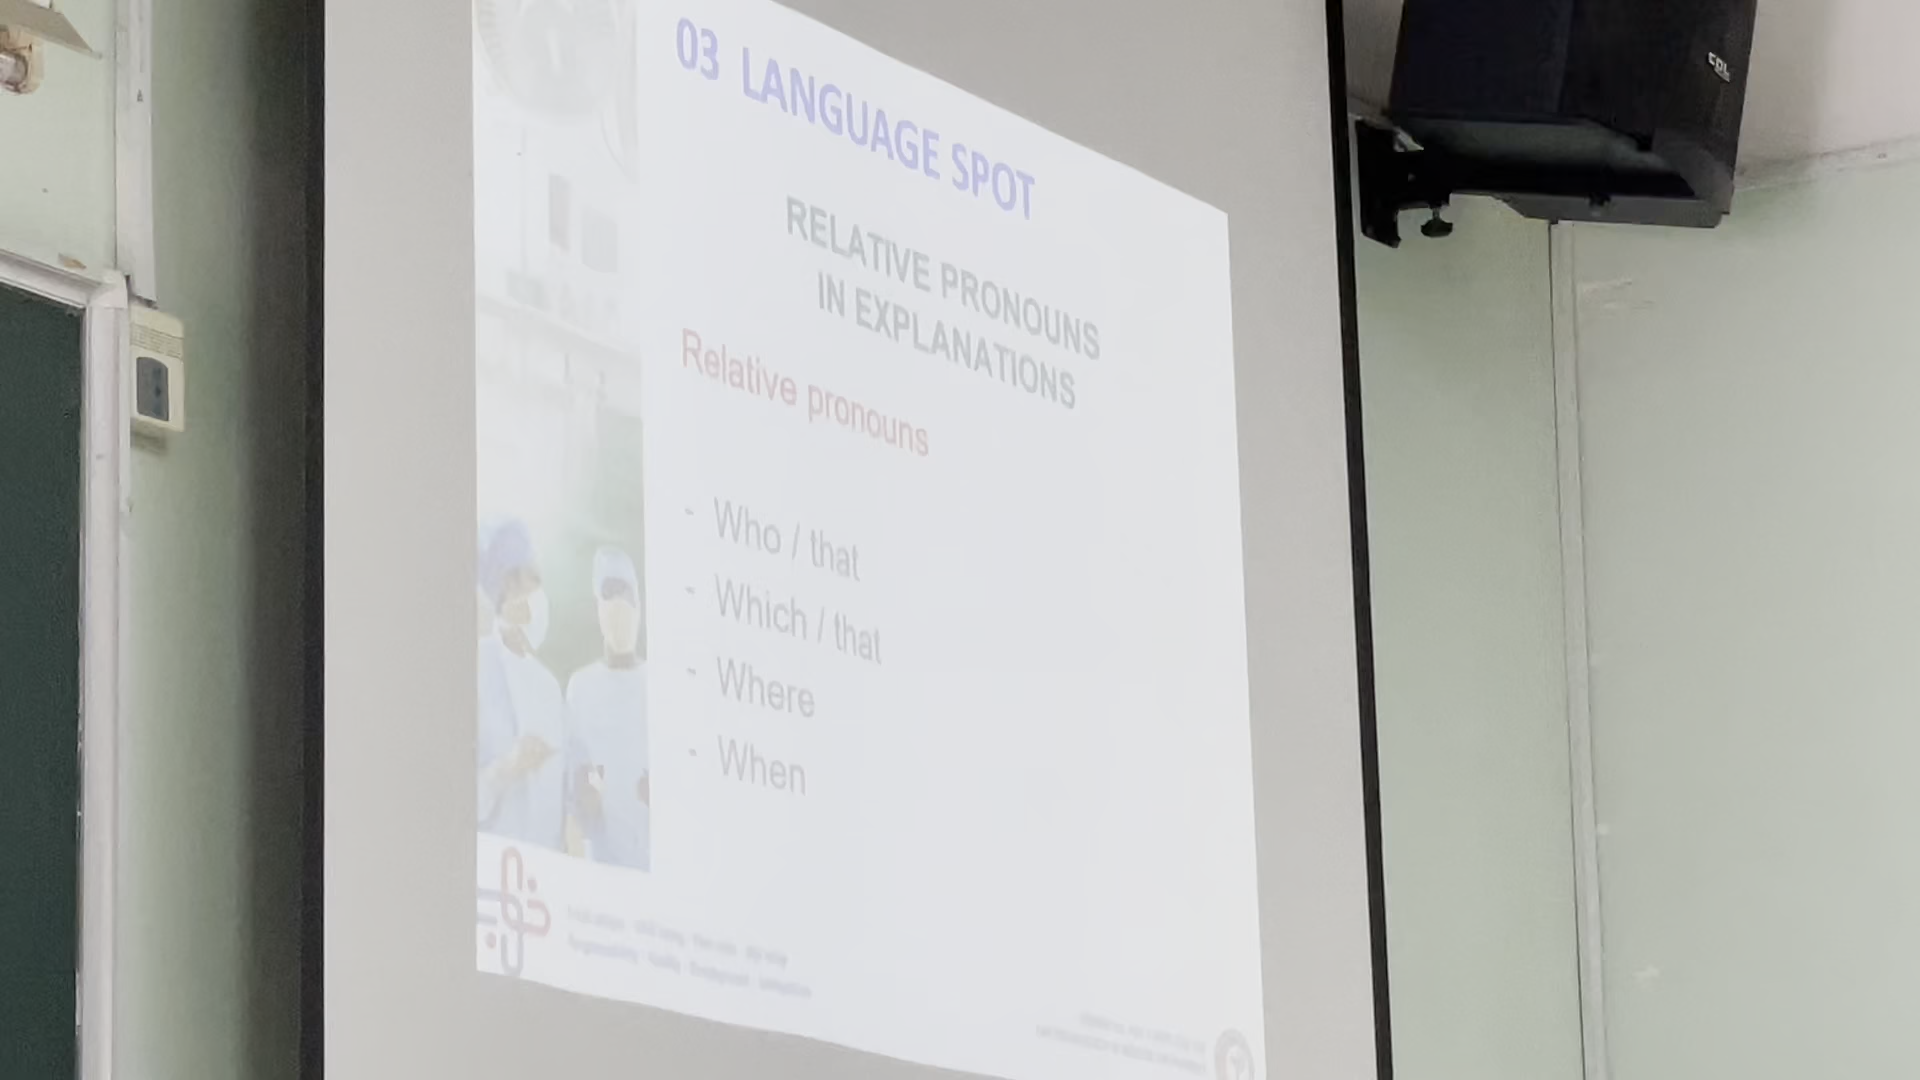 03 LANGUAGE SPOT
RELATIVE PRONOUNS
IN EXPLANATIONS
Relative pronouns
- Who / that
- Which / that
- Where
- When